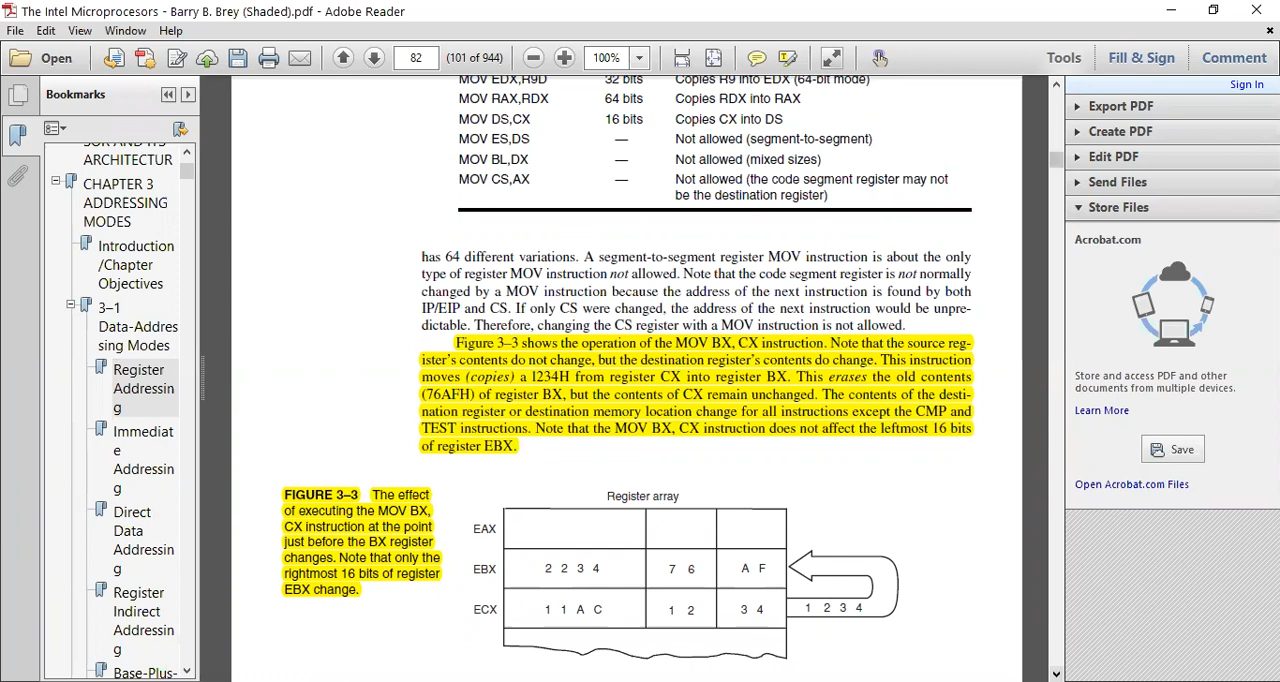 The Intel Microprocesors - Barry B. Brey (Shaded).pdf - Adobe Reader
File Edit View Window Help
Open 82 (101 of 944) 100% Tools Fill & Sign Comment
Bookmarks
SOR AND ITS
ARCHITECTUR
CHAPTER 3
ADDRESSING
MODES
Introduction
/Chapter
Objectives
3–1
Data-Addres
sing Modes
Register
Addressin
g
Immediat
e
Addressin
g
Direct
Data
Addressin
g
Register
Indirect
Addressin
g
Base-Plus-
MOV EDX,R9D 32 bits Copies R9 into EDX (64-bit mode)
MOV RAX,RDX 64 bits Copies RDX into RAX
MOV DS,CX 16 bits Copies CX into DS
MOV ES,DS — Not allowed (segment-to-segment)
MOV BL,DX — Not allowed (mixed sizes)
MOV CS,AX — Not allowed (the code segment register may not
be the destination register)
has 64 different variations. A segment-to-segment register MOV instruction is about the only
type of register MOV instruction not allowed. Note that the code segment register is not normally
changed by a MOV instruction because the address of the next instruction is found by both
IP/EIP and CS. If only CS were changed, the address of the next instruction would be unpre-
dictable. Therefore, changing the CS register with a MOV instruction is not allowed.
Figure 3–3 shows the operation of the MOV BX, CX instruction. Note that the source reg-
ister's contents do not change, but the destination register's contents do change. This instruction
moves (copies) a l234H from register CX into register BX. This erases the old contents
(76AFH) of register BX, but the contents of CX remain unchanged. The contents of the desti-
nation register or destination memory location change for all instructions except the CMP and
TEST instructions. Note that the MOV BX, CX instruction does not affect the leftmost 16 bits
of register EBX.
FIGURE 3–3 The effect
of executing the MOV BX,
CX instruction at the point
just before the BX register
changes. Note that only the
rightmost 16 bits of register
EBX change.
Register array
EAX
EBX 2 2 3 4 7 6 A F
ECX 1 1 A C 1 2 3 4 1 2 3 4
Sign In
Export PDF
Create PDF
Edit PDF
Send Files
Store Files
Acrobat.com
Store and access PDF and other
documents from multiple devices.
Learn More
Save
Open Acrobat.com Files